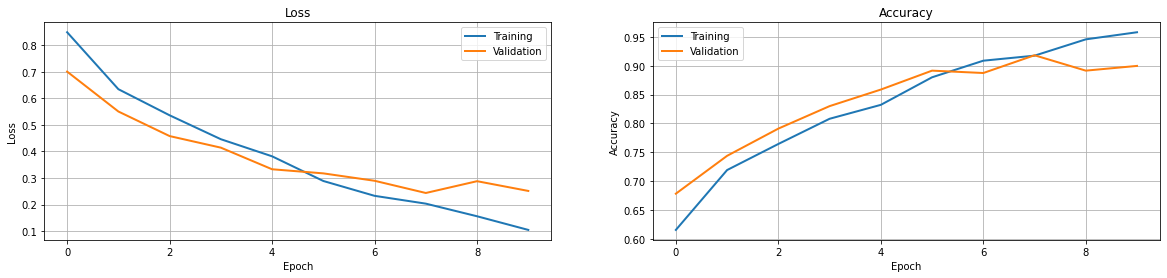 Loss
Training
Validation
0.8
0.7
0.6
0.5
0.4
0.3
0.2
0.1
Loss
0 2 4 6 8
Epoch
Accuracy
Training
Validation
0.95
0.90
0.85
0.80
0.75
0.70
0.65
0.60
Accuracy
0 2 4 6 8
Epoch